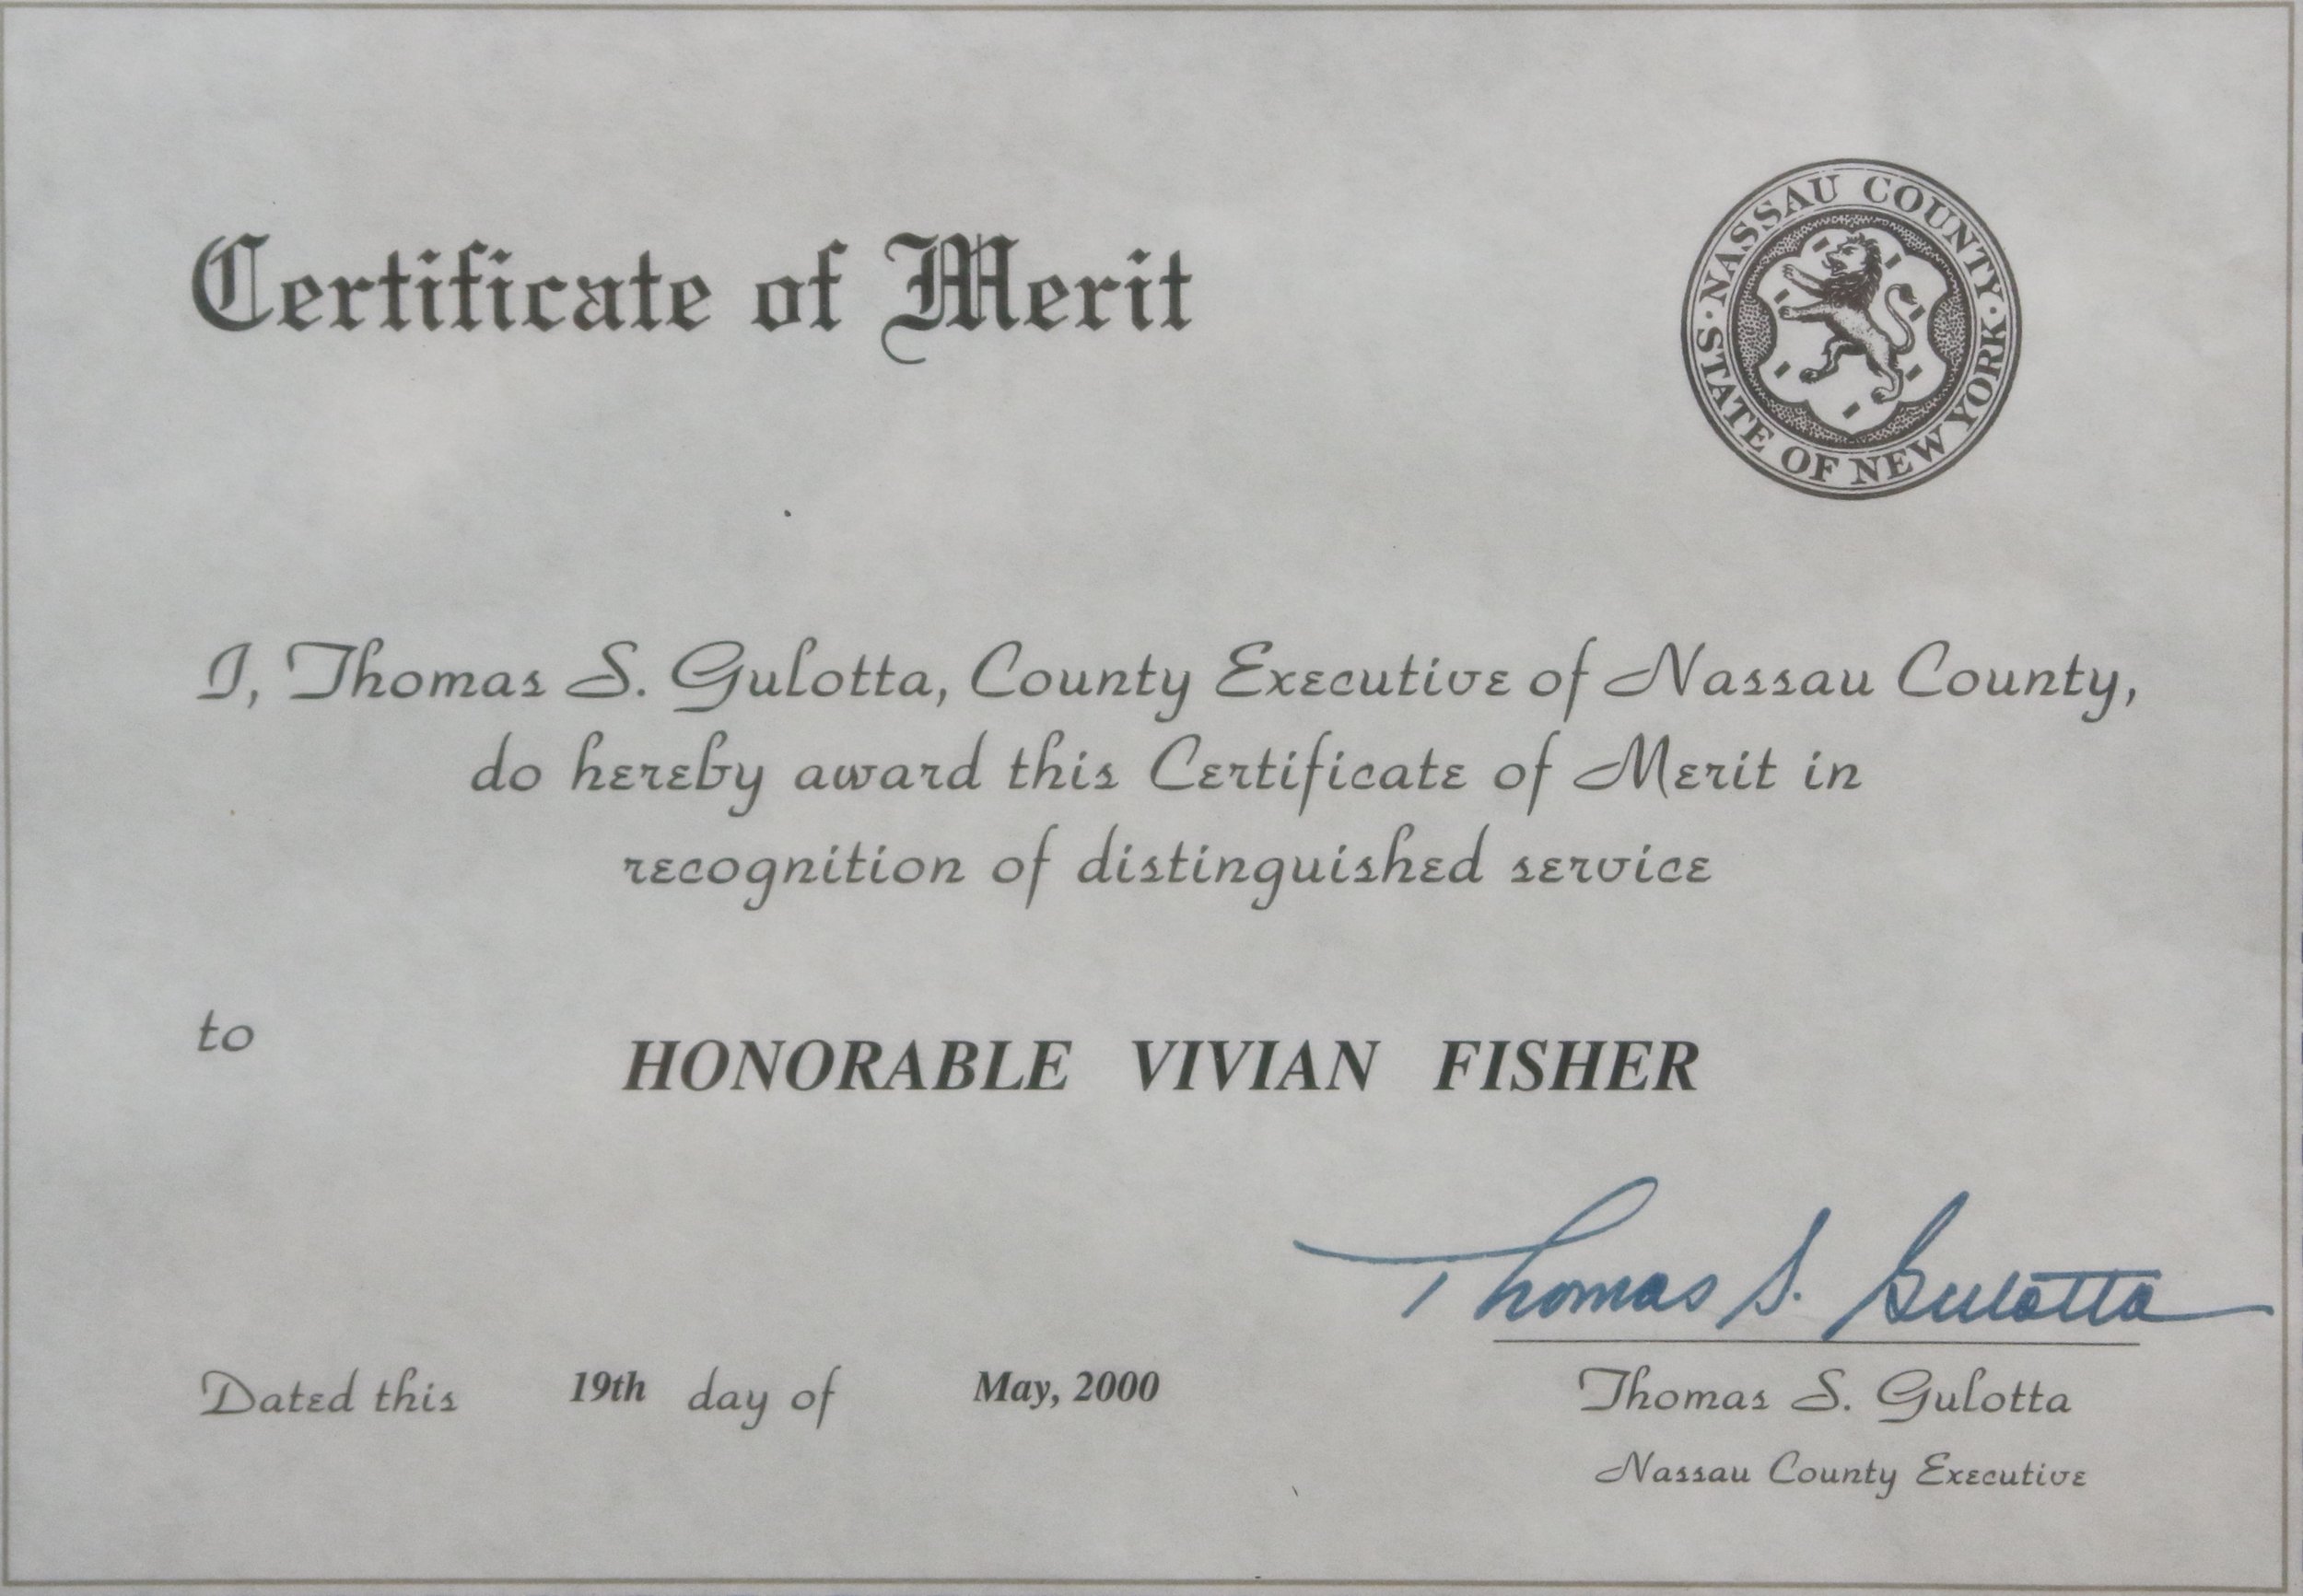 Certificate of Merit
· NASSAU COUNTY ·
STATE OF NEW YORK
I, Thomas S. Gulotta, County Executive of Nassau County,
do hereby award this Certificate of Merit in
recognition of distinguished service
to HONORABLE VIVIAN FISHER
Thomas S. Gulotta
Dated this 19th day of May, 2000
Thomas S. Gulotta
Nassau County Executive